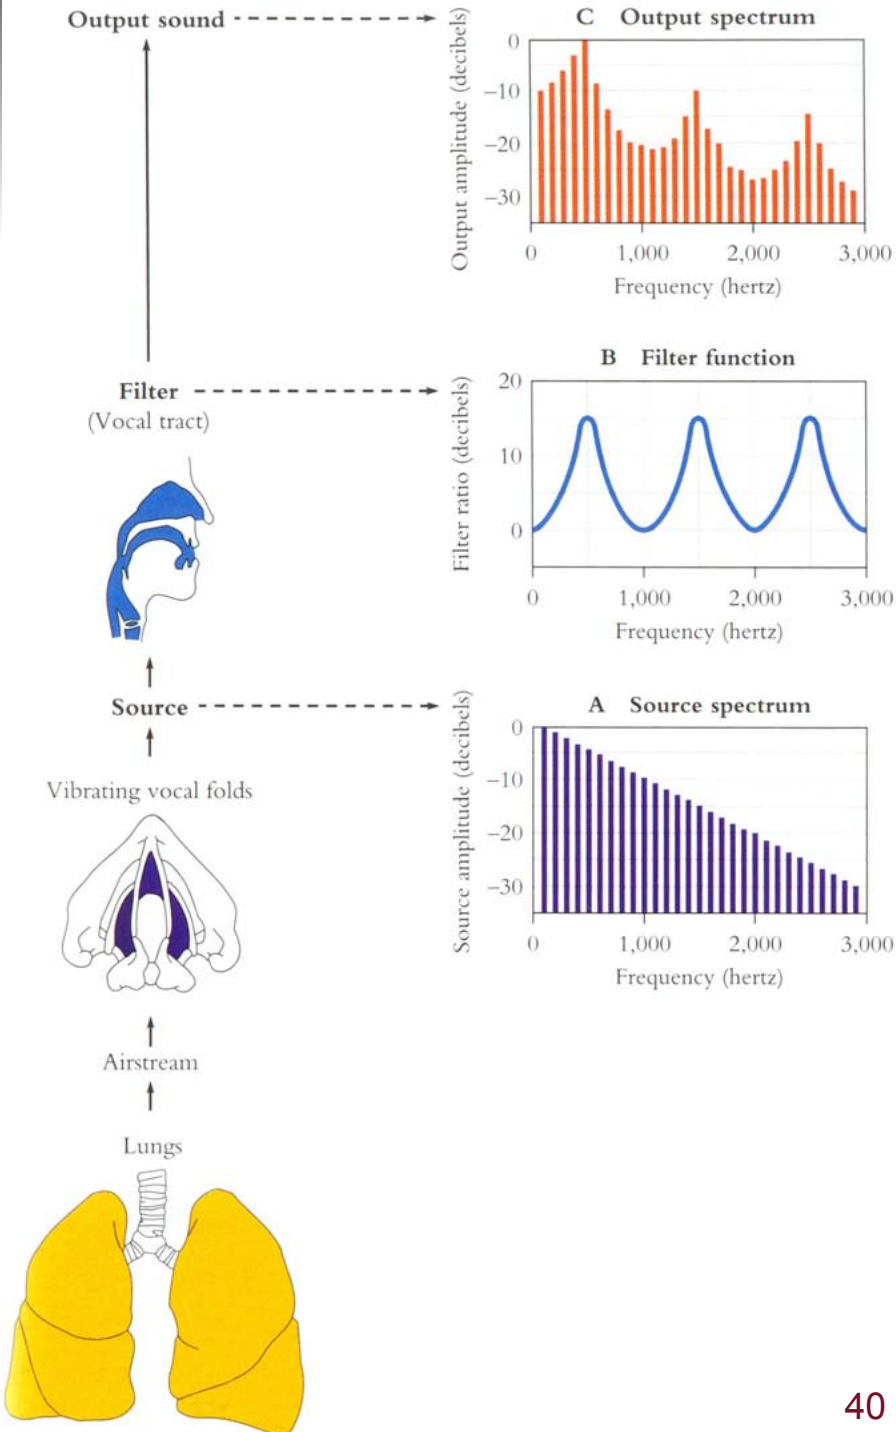 Output sound
C Output spectrum
Output amplitude (decibels)
0
−10
−20
−30
0 1,000 2,000 3,000
Frequency (hertz)
Filter
(Vocal tract)
B Filter function
Filter ratio (decibels)
20
10
0
0 1,000 2,000 3,000
Frequency (hertz)
Source
A Source spectrum
Source amplitude (decibels)
0
−10
−20
−30
0 1,000 2,000 3,000
Frequency (hertz)
Vibrating vocal folds
Airstream
Lungs
40